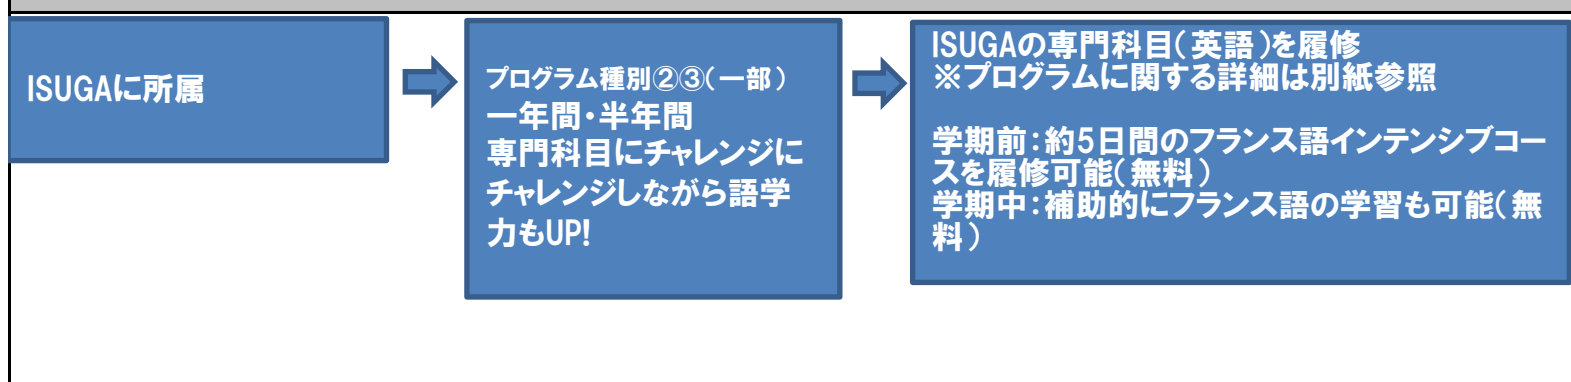 ISUGAに所属
プログラム種別②③(一部)
一年間・半年間
専門科目にチャレンジに
チャレンジしながら語学
力もUP!
ISUGAの専門科目(英語)を履修
※プログラムに関する詳細は別紙参照
学期前:約5日間のフランス語インテンシブコー
スを履修可能(無料)
学期中:補助的にフランス語の学習も可能(無
料)